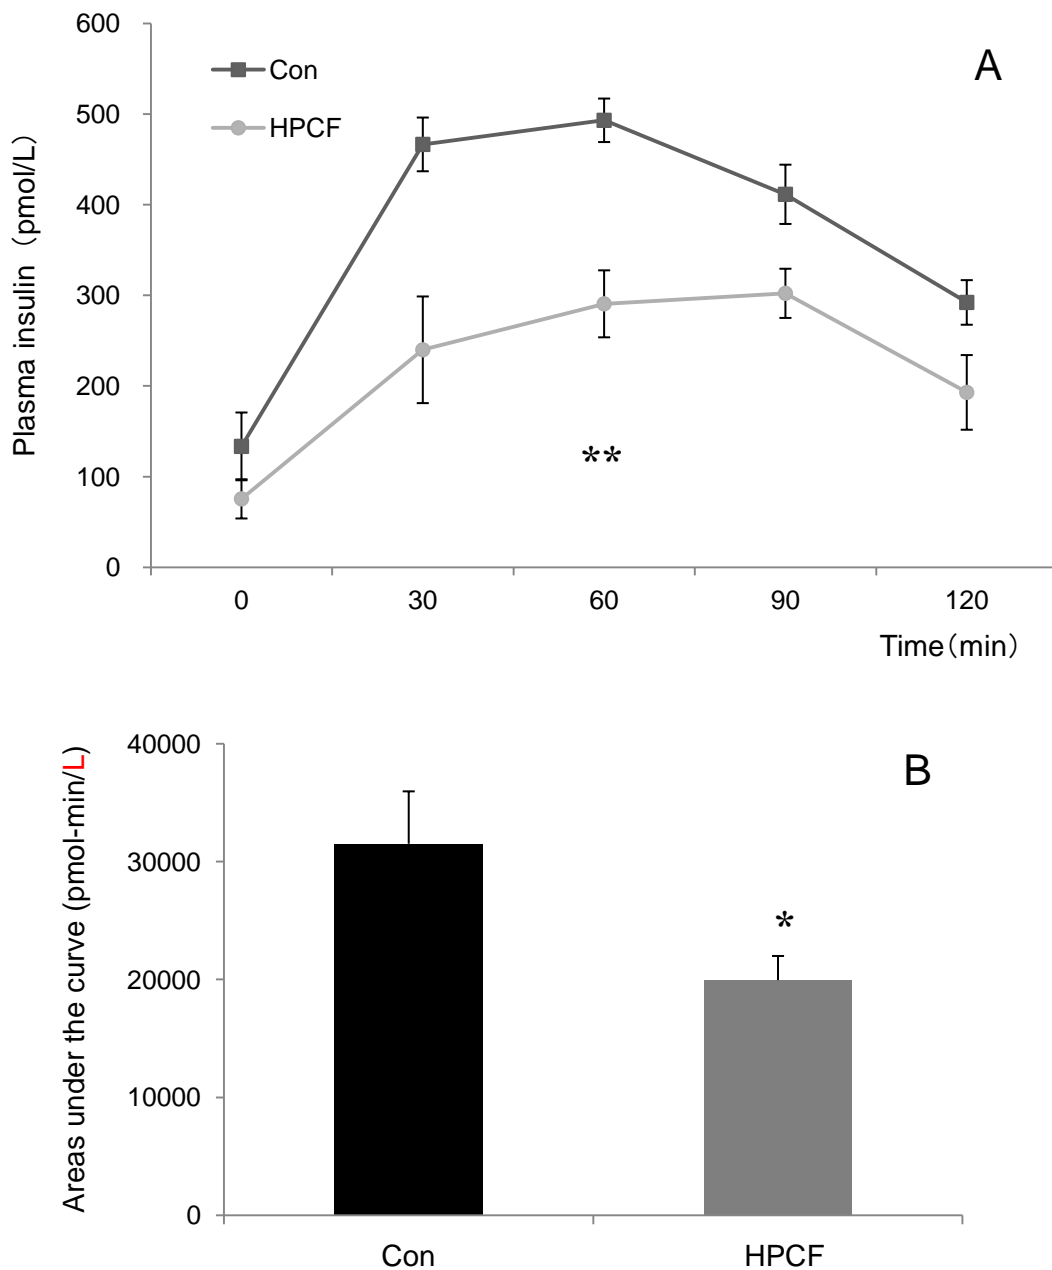 600
Con
A
HPCF
500
400
300
200
100
0
Plasma insulin（pmol/L）
**
0 30 60 90 120
Time（min）
40000
B
30000
20000
10000
0
Areas under the curve (pmol-min/L)
*
Con HPCF